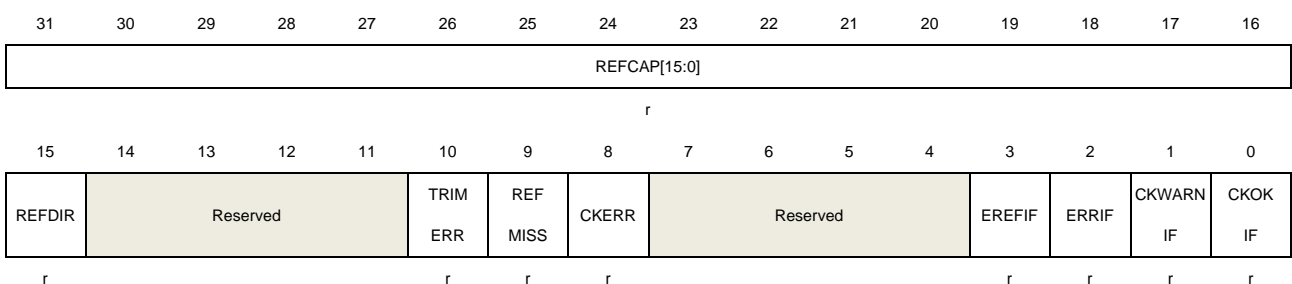 31 30 29 28 27 26 25 24 23 22 21 20 19 18 17 16
REFCAP[15:0]
r
15 14 13 12 11 10 9 8 7 6 5 4 3 2 1 0
REFDIR Reserved TRIM ERR REF MISS CKERR Reserved EREFIF ERRIF CKWARN IF CKOK IF
r r r r r r r r